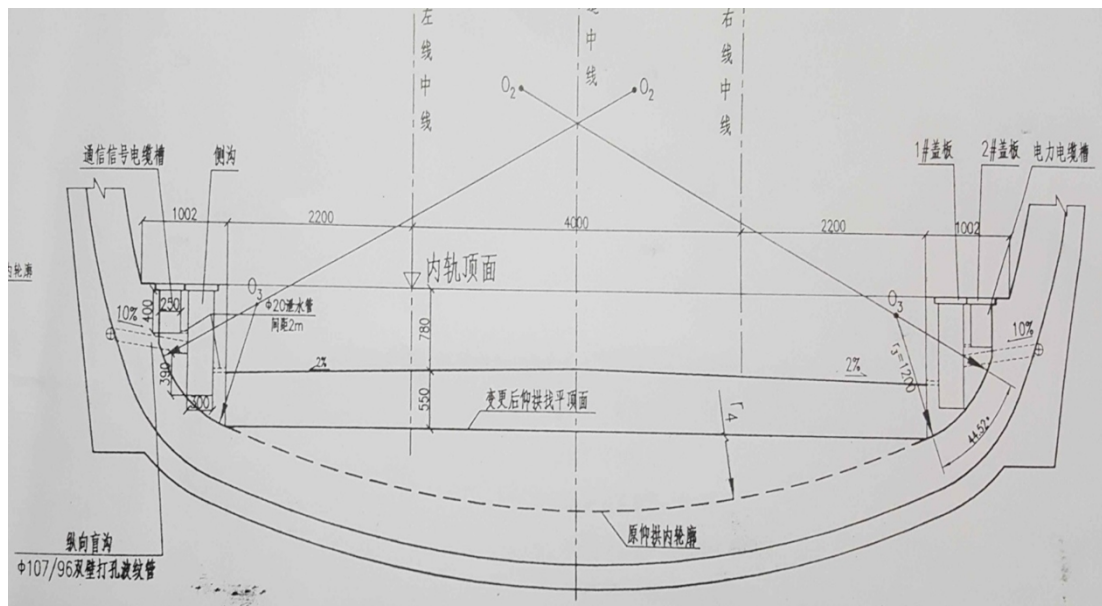 左线中线
中线
右线中线
O₂
O₂
通信信号电缆槽
侧沟
1#盖板
2#盖板
电力电缆槽
1002
2200
4000
2200
1002
内轮廓
内轨顶面
O₃
O₃
400
250
Φ20泄水管
间距2m
10%
10%
780
r₃=1200
390
2%
2%
300
550
变更后仰拱找平顶面
r₄
44.52°
原仰拱内轮廓
纵向盲沟
Φ107/96双壁打孔波纹管